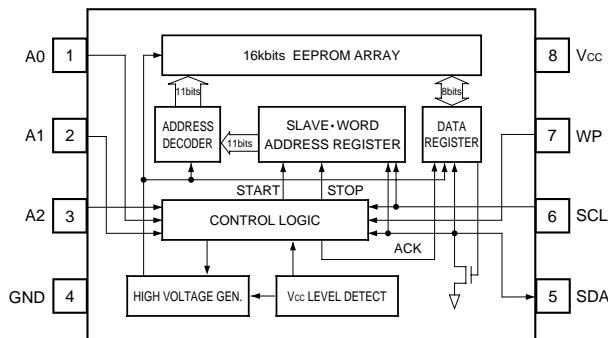 A0 1
16kbits EEPROM ARRAY
8 Vcc
11bits
8bits
A1 2
ADDRESS
DECODER
11bits
SLAVE・WORD
ADDRESS REGISTER
DATA
REGISTER
7 WP
START
STOP
A2 3
CONTROL LOGIC
6 SCL
ACK
GND 4
HIGH VOLTAGE GEN.
Vcc LEVEL DETECT
5 SDA